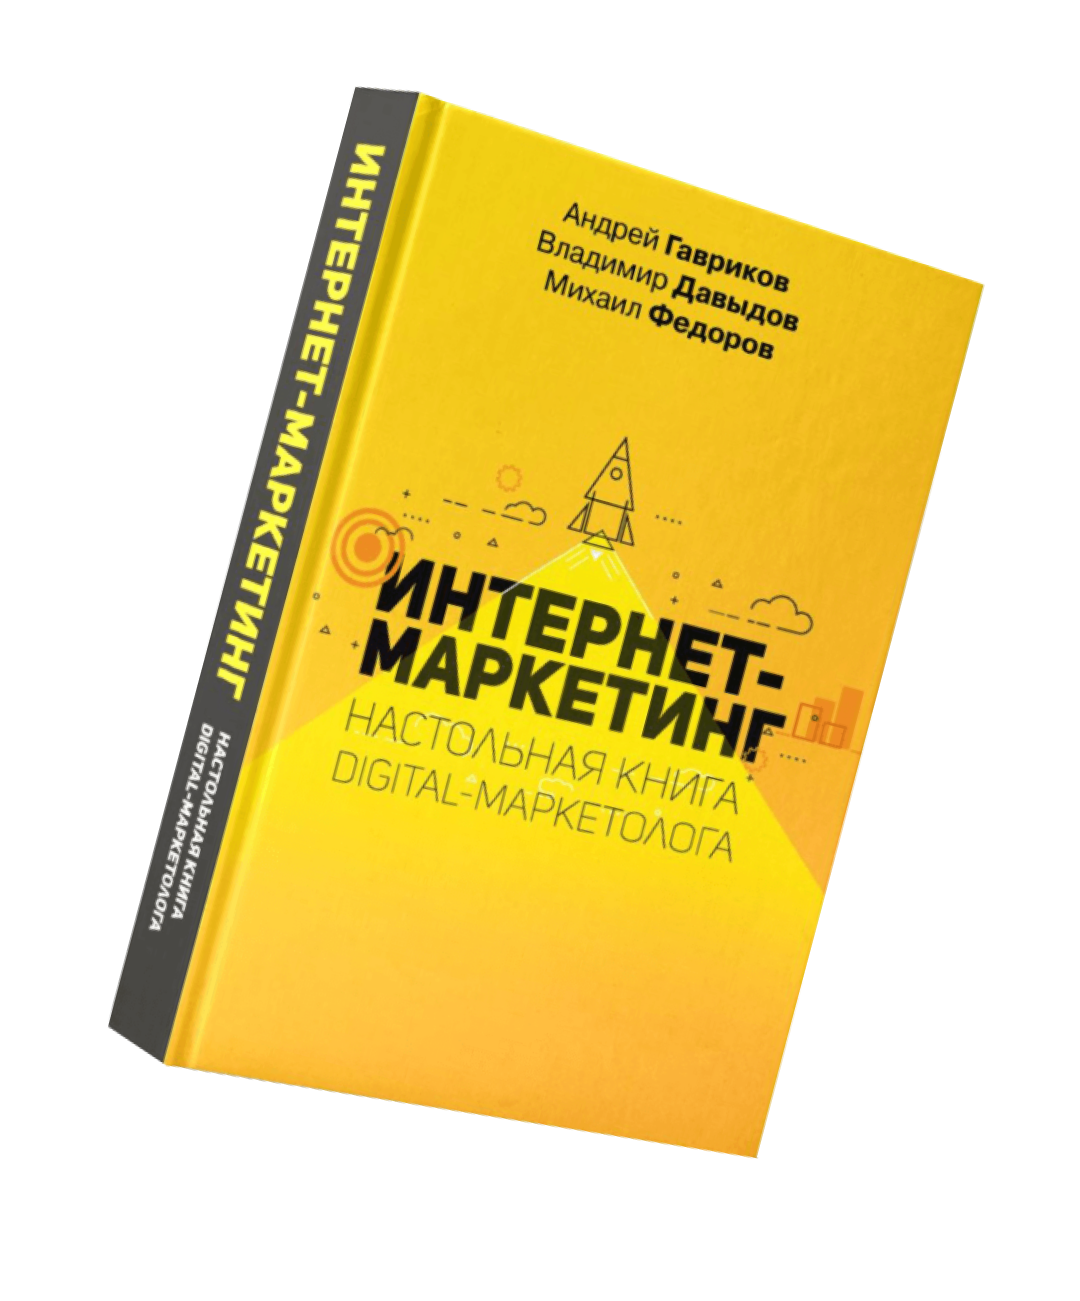 Андрей Гавриков
Владимир Давыдов
Михаил Федоров
ИНТЕРНЕТ-
МАРКЕТИНГ
НАСТОЛЬНАЯ КНИГА
DIGITAL-МАРКЕТОЛОГА
ИНТЕРНЕТ-МАРКЕТИНГ
НАСТОЛЬНАЯ КНИГА
DIGITAL-МАРКЕТОЛОГА